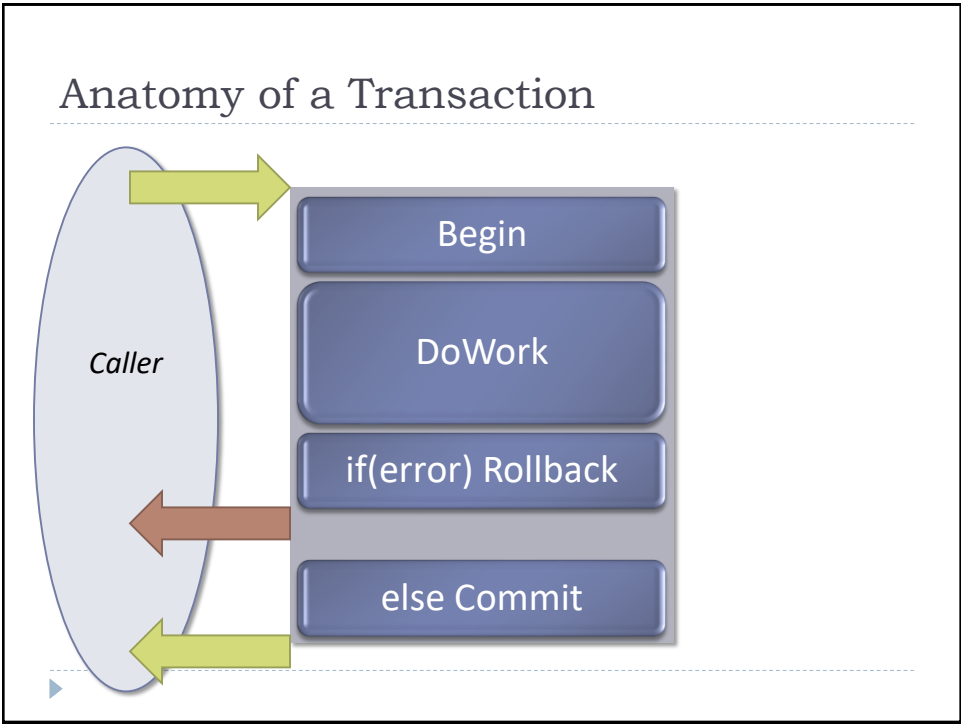 Anatomy of a Transaction
Begin
Caller
DoWork
if(error) Rollback
else Commit